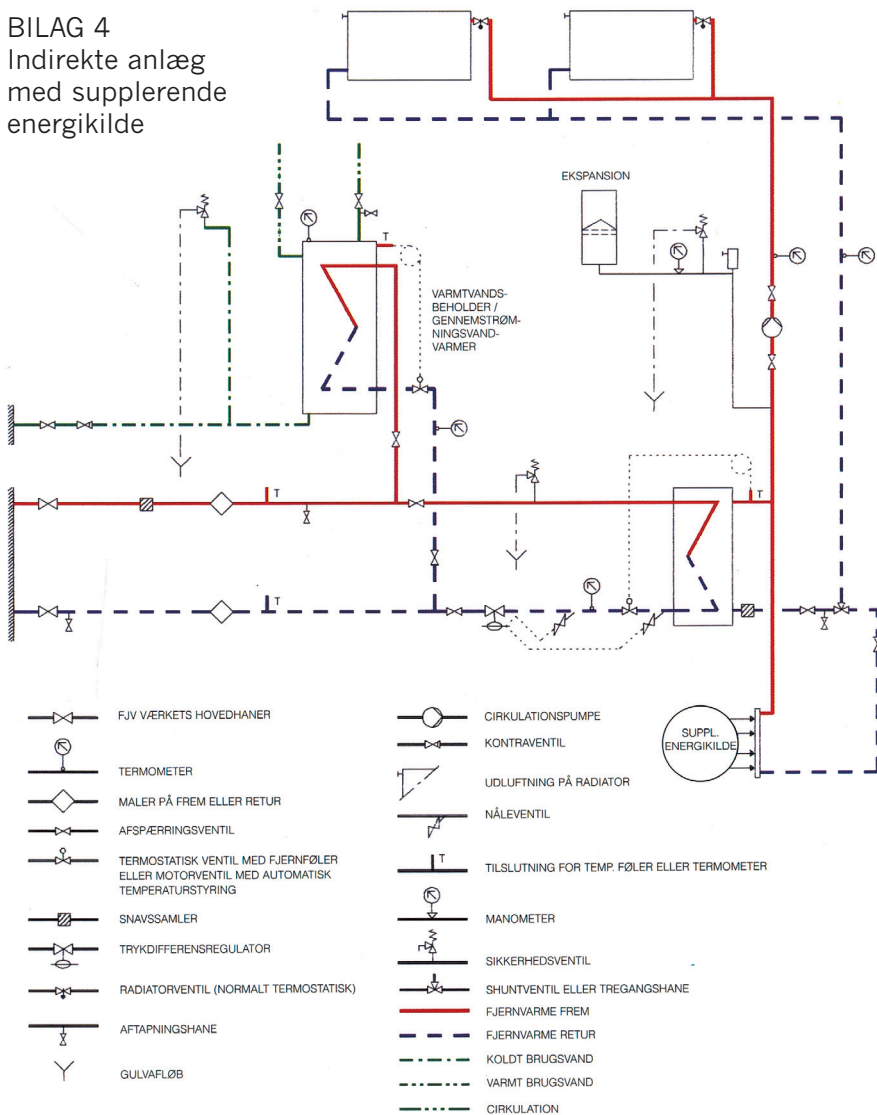 BILAG 4
Indirekte anlæg
med supplerende
energikilde
EKSPANSION
T
VARMTVANDS-
BEHOLDER /
GENNEMSTRØM-
NINGSVAND-
VARMER
T
T
T
SUPPL.
ENERGIKILDE
FJV VÆRKETS HOVEDHANER
TERMOMETER
MALER PÅ FREM ELLER RETUR
AFSPÆRRINGSVENTIL
TERMOSTATISK VENTIL MED FJERNFØLER
ELLER MOTORVENTIL MED AUTOMATISK
TEMPERATURSTYRING
SNAVSSAMLER
TRYKDIFFERENSREGULATOR
RADIATORVENTIL (NORMALT TERMOSTATISK)
AFTAPNINGSHANE
GULVAFLØB
CIRKULATIONSPUMPE
KONTRAVENTIL
UDLUFTNING PÅ RADIATOR
NÅLEVENTIL
T
TILSLUTNING FOR TEMP. FØLER ELLER TERMOMETER
MANOMETER
SIKKERHEDSVENTIL
SHUNTVENTIL ELLER TREGANGSHANE
FJERNVARME FREM
FJERNVARME RETUR
KOLDT BRUGSVAND
VARMT BRUGSVAND
CIRKULATION